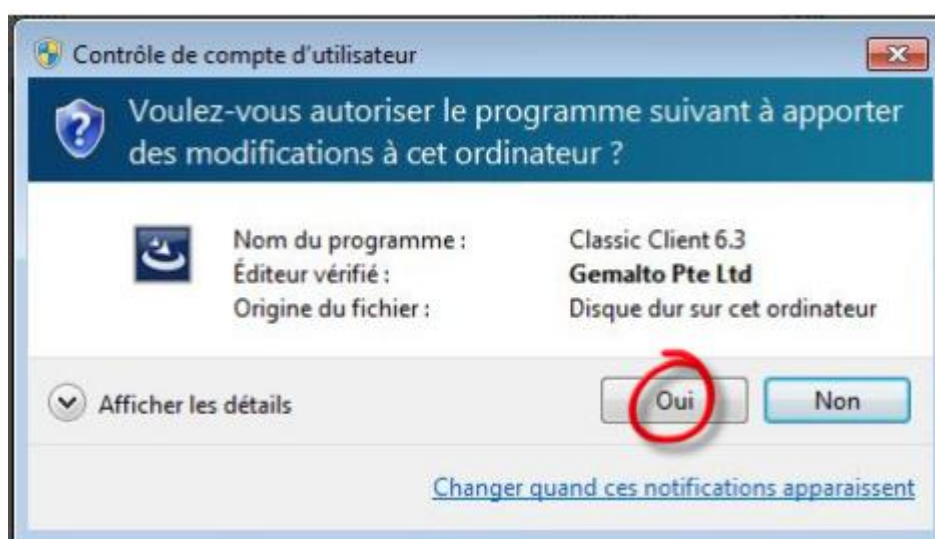 Contrôle de compte d'utilisateur
Voulez-vous autoriser le programme suivant à apporter
des modifications à cet ordinateur ?
Nom du programme : Classic Client 6.3
Éditeur vérifié : Gemalto Pte Ltd
Origine du fichier : Disque dur sur cet ordinateur
Afficher les détails Oui Non
Changer quand ces notifications apparaissent